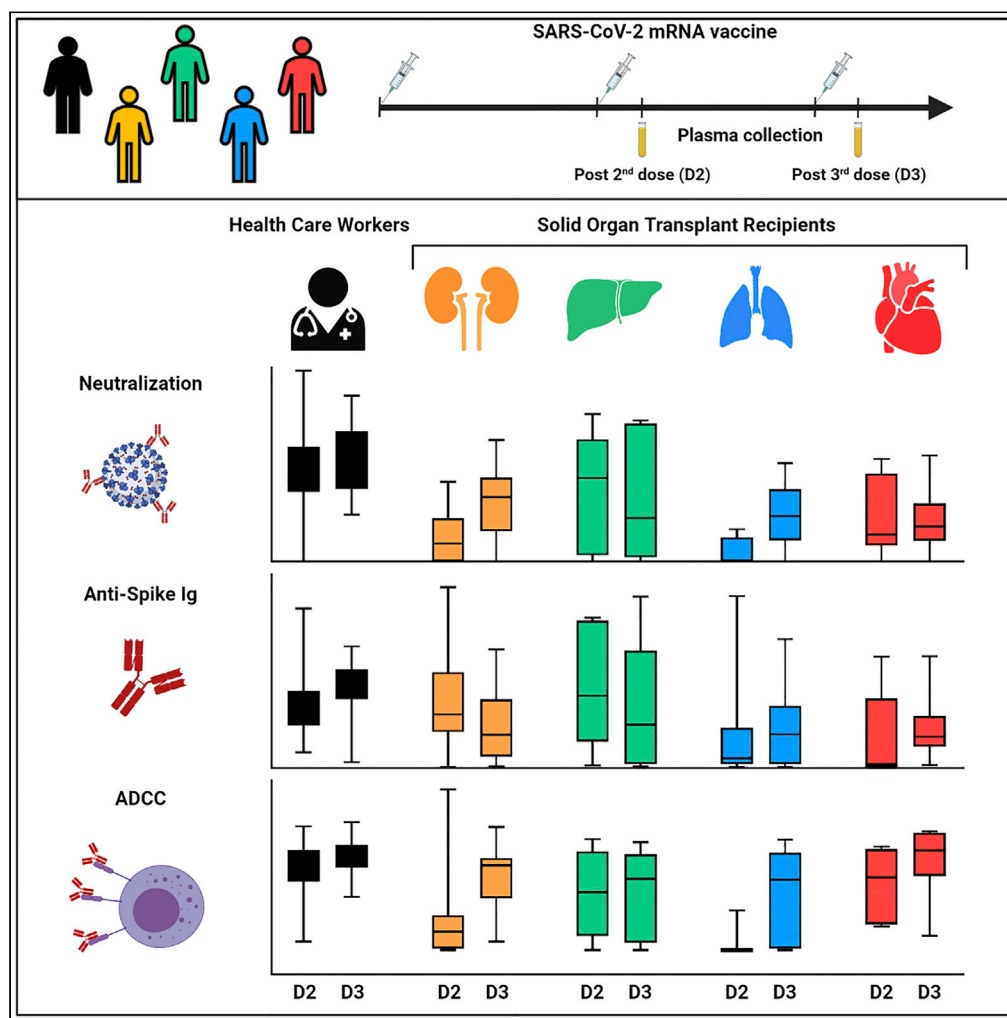 SARS-CoV-2 mRNA vaccine
Plasma collection
Post 2nd dose (D2)
Post 3rd dose (D3)
Health Care Workers
Solid Organ Transplant Recipients
Neutralization
Anti-Spike Ig
ADCC
D2 D3 D2 D3 D2 D3 D2 D3 D2 D3